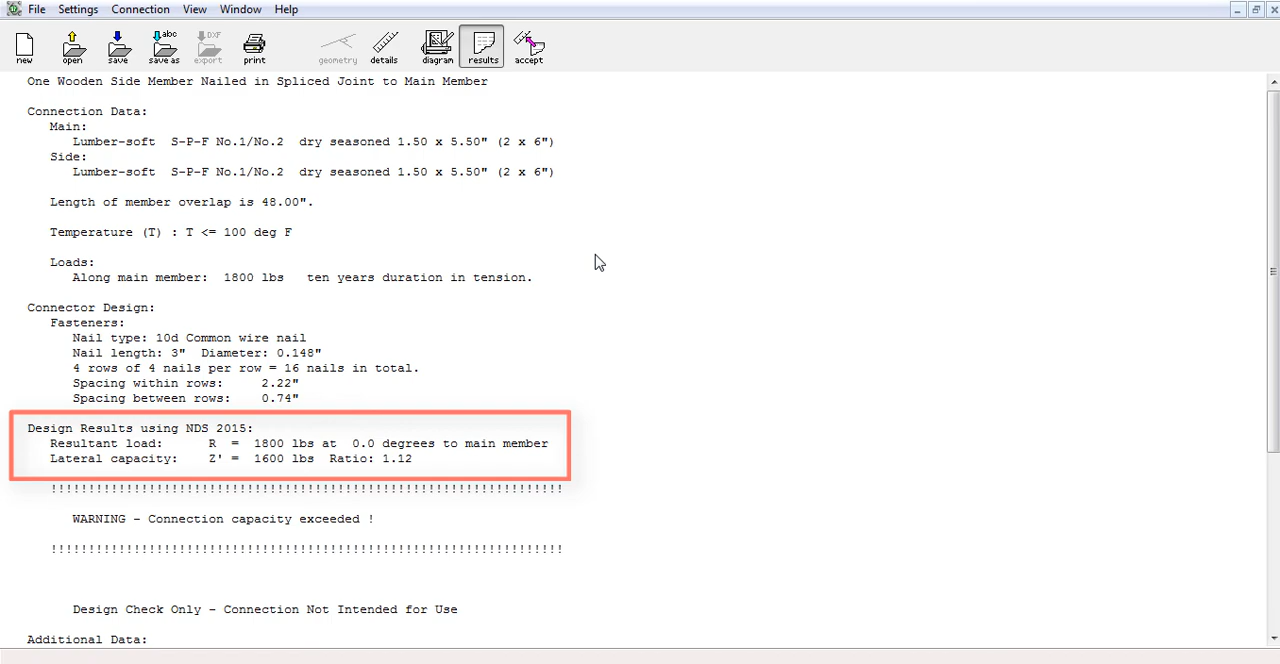 File Settings Connection View Window Help
new open save save as export print geometry details diagram results accept
abc DXF
One Wooden Side Member Nailed in Spliced Joint to Main Member
Connection Data:
Main:
Lumber-soft S-P-F No.1/No.2 dry seasoned 1.50 x 5.50" (2 x 6")
Side:
Lumber-soft S-P-F No.1/No.2 dry seasoned 1.50 x 5.50" (2 x 6")
Length of member overlap is 48.00".
Temperature (T) : T <= 100 deg F
Loads:
Along main member: 1800 lbs ten years duration in tension.
Connector Design:
Fasteners:
Nail type: 10d Common wire nail
Nail length: 3" Diameter: 0.148"
4 rows of 4 nails per row = 16 nails in total.
Spacing within rows: 2.22"
Spacing between rows: 0.74"
Design Results using NDS 2015:
Resultant load: R = 1800 lbs at 0.0 degrees to main member
Lateral capacity: Z' = 1600 lbs Ratio: 1.12
!!!!!!!!!!!!!!!!!!!!!!!!!!!!!!!!!!!!!!!!!!!!!!!!!!!!!!!!!!!!!!!!!!!!
WARNING - Connection capacity exceeded !
!!!!!!!!!!!!!!!!!!!!!!!!!!!!!!!!!!!!!!!!!!!!!!!!!!!!!!!!!!!!!!!!!!!!
Design Check Only - Connection Not Intended for Use
Additional Data: